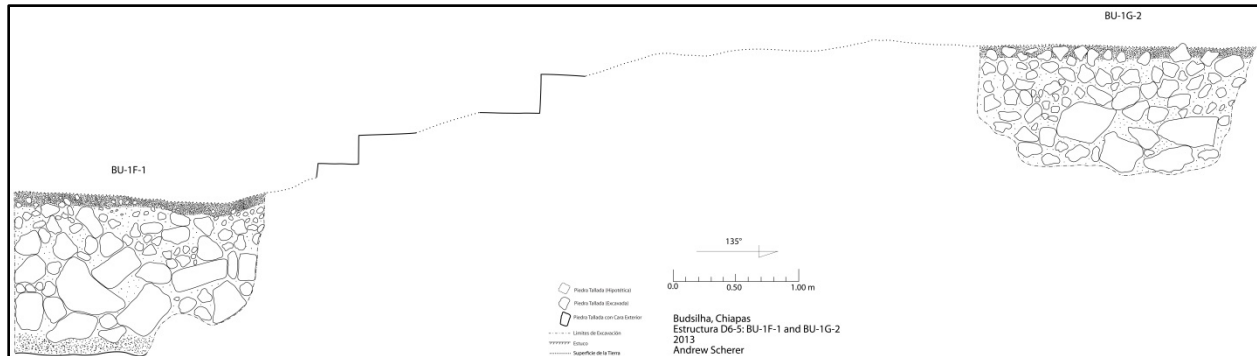 BU-1G-2
BU-1F-1
135°
0.0 0.50 1.00 m
Piedra Tallada (Hipotética)
Piedra Tallada (Excavada)
Piedra Tallada con Cara Exterior
Limites de Excavación
Estuco
Superficie de la Tierra
Budsilha, Chiapas
Estructura D6-5: BU-1F-1 and BU-1G-2
2013
Andrew Scherer